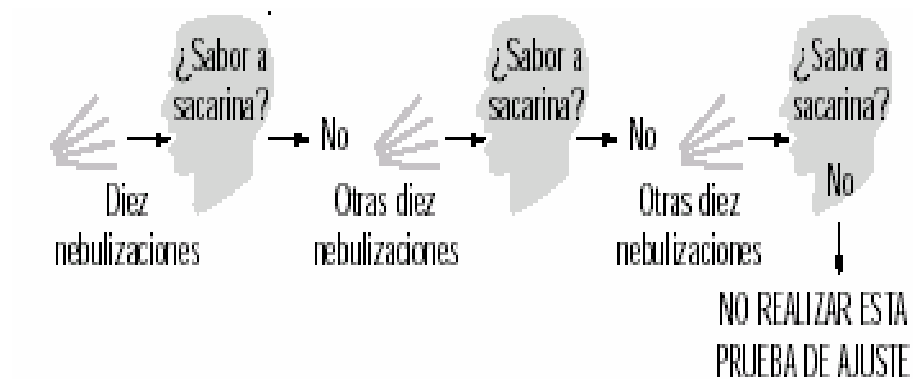 ¿Sabor a
sacarina?
No
Diez
nebulizaciones
¿Sabor a
sacarina?
No
Otras diez
nebulizaciones
¿Sabor a
sacarina?
No
Otras diez
nebulizaciones
NO REALIZAR ESTA
PRUEBA DE AJUSTE